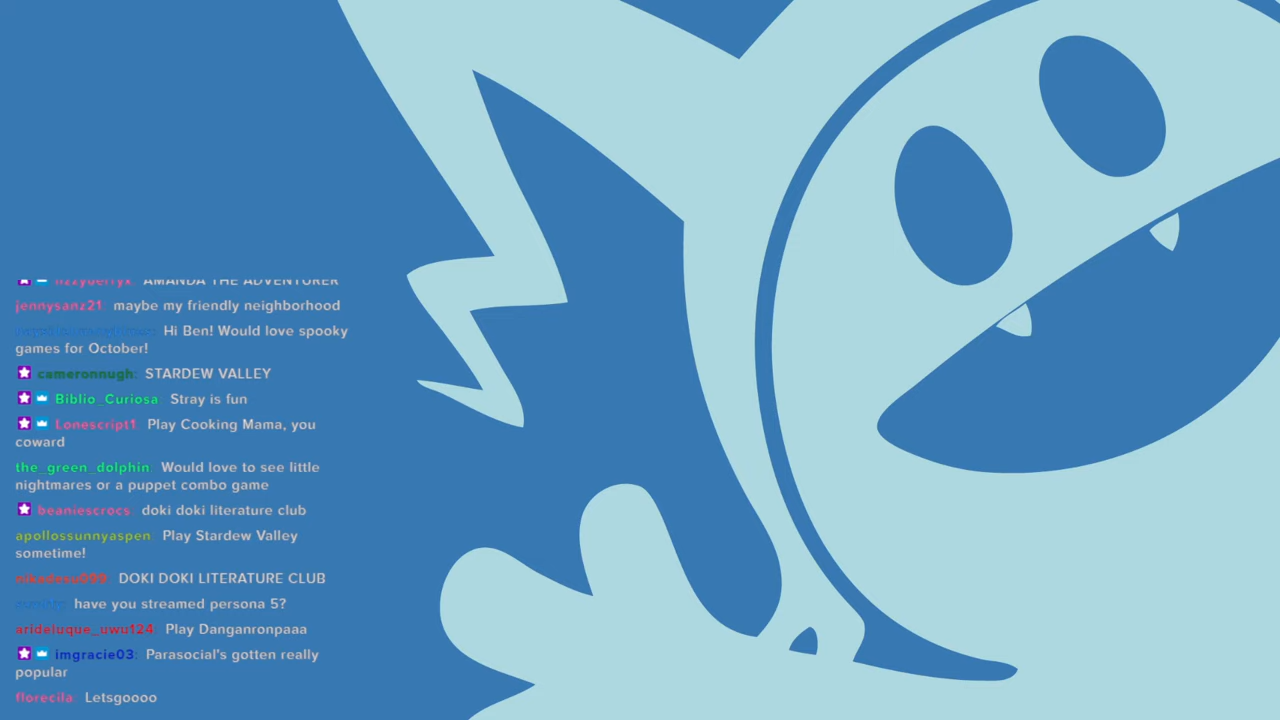 AMANDA THE ADVENTURER
jennysanz21: maybe my friendly neighborhood
Hi Ben! Would love spooky
games for October!
cameronnugh: STARDEW VALLEY
Biblio_Curiosa: Stray is fun
Lonescript1: Play Cooking Mama, you
coward
the_green_dolphin: Would love to see little
nightmares or a puppet combo game
beaniescrocs: doki doki literature club
apollossunnyaspen: Play Stardew Valley
sometime!
DOKI DOKI LITERATURE CLUB
have you streamed persona 5?
arideluque_uwu124: Play Danganronpaaa
imgracie03: Parasocial's gotten really
popular
florecila: Letsgoooo